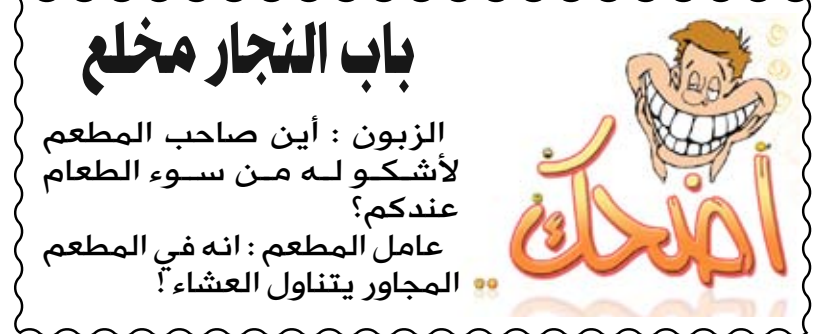 باب النجار مخلع
الزبون : أين صاحب المطعم
لأشكو له من سوء الطعام
عندكم؟
عامل المطعم : انه في المطعم
المجاور يتناول العشاء!
أضحك ..